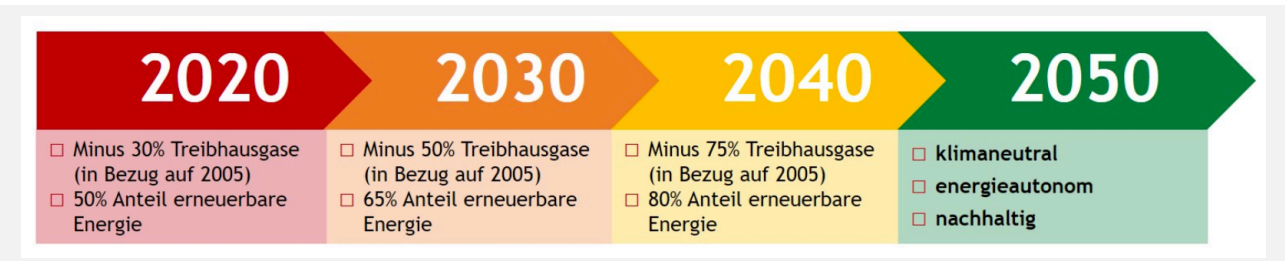 2020
Minus 30% Treibhausgase
(in Bezug auf 2005)
50% Anteil erneuerbare
Energie
2030
Minus 50% Treibhausgase
(in Bezug auf 2005)
65% Anteil erneuerbare
Energie
2040
Minus 75% Treibhausgase
(in Bezug auf 2005)
80% Anteil erneuerbare
Energie
2050
klimaneutral
energieautonom
nachhaltig